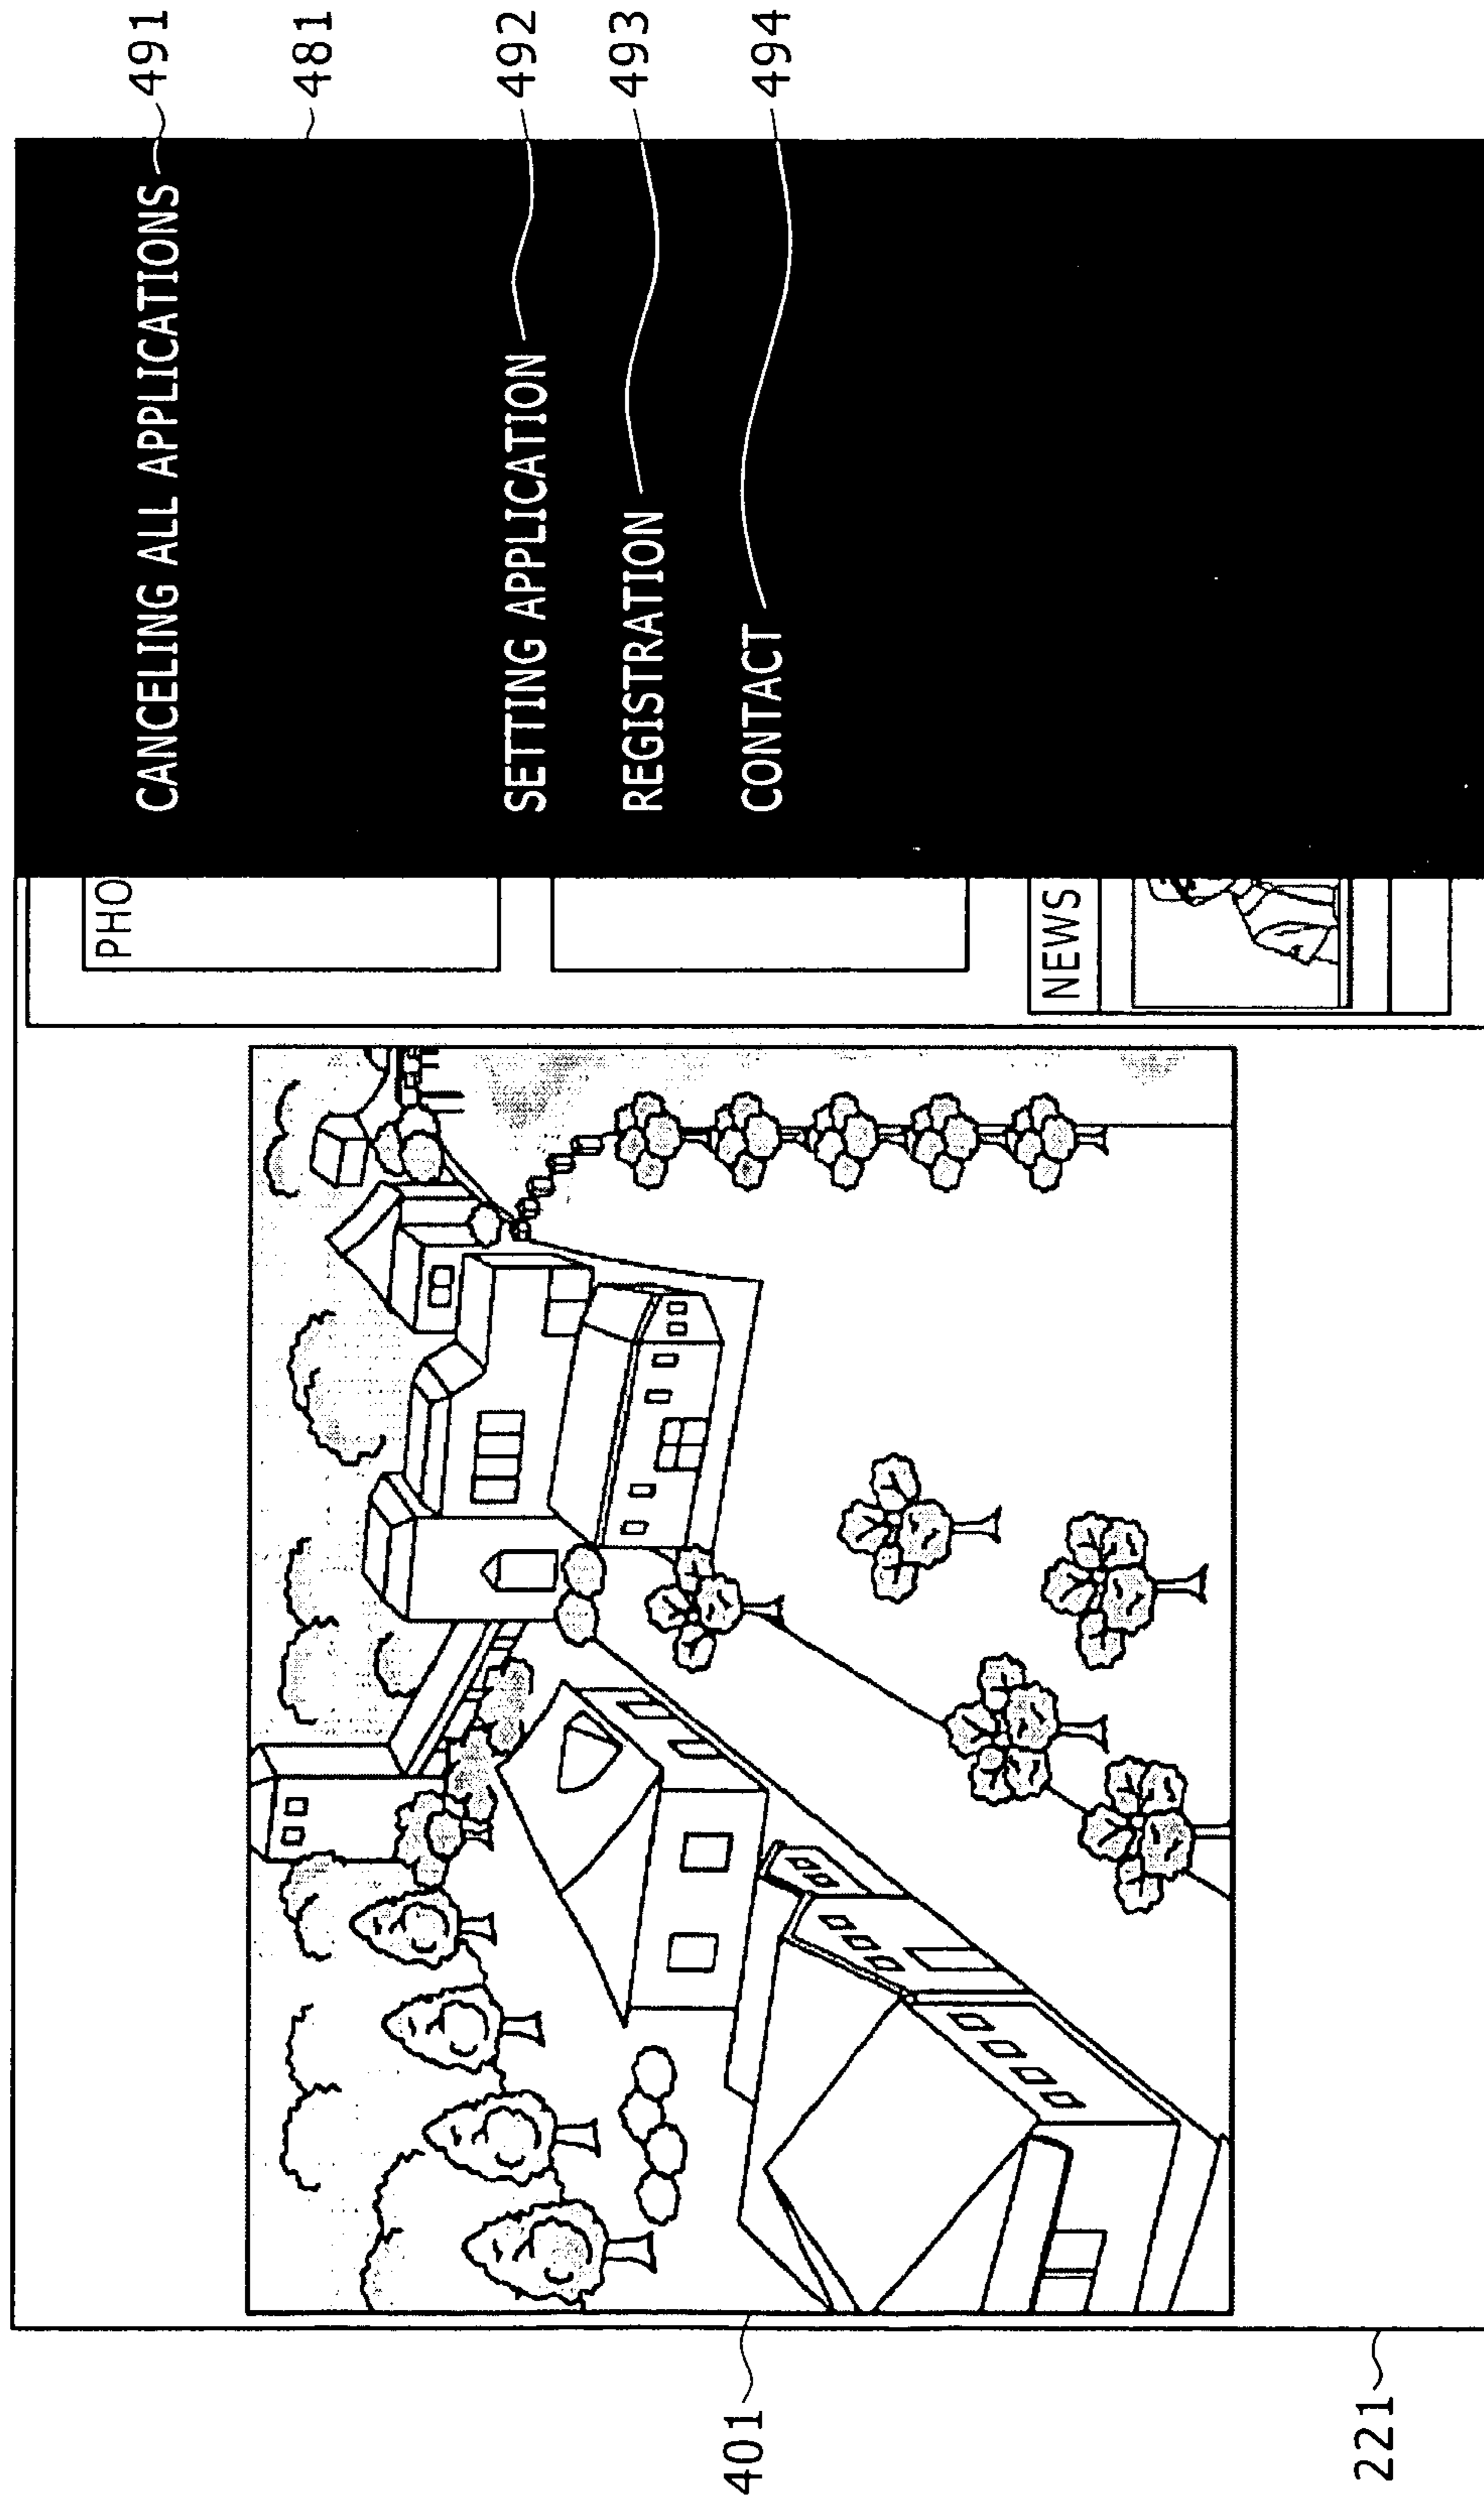 CANCELING ALL APPLICATIONS
491
481
SETTING APPLICATION
492
REGISTRATION
493
CONTACT
494
PHO
NEWS
401
221